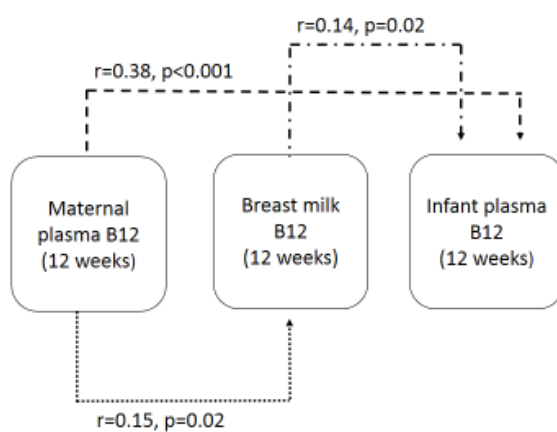 r=0.14, p=0.02
r=0.38, p<0.001
Maternal
plasma B12
(12 weeks)
Breast milk
B12
(12 weeks)
Infant plasma
B12
(12 weeks)
r=0.15, p=0.02